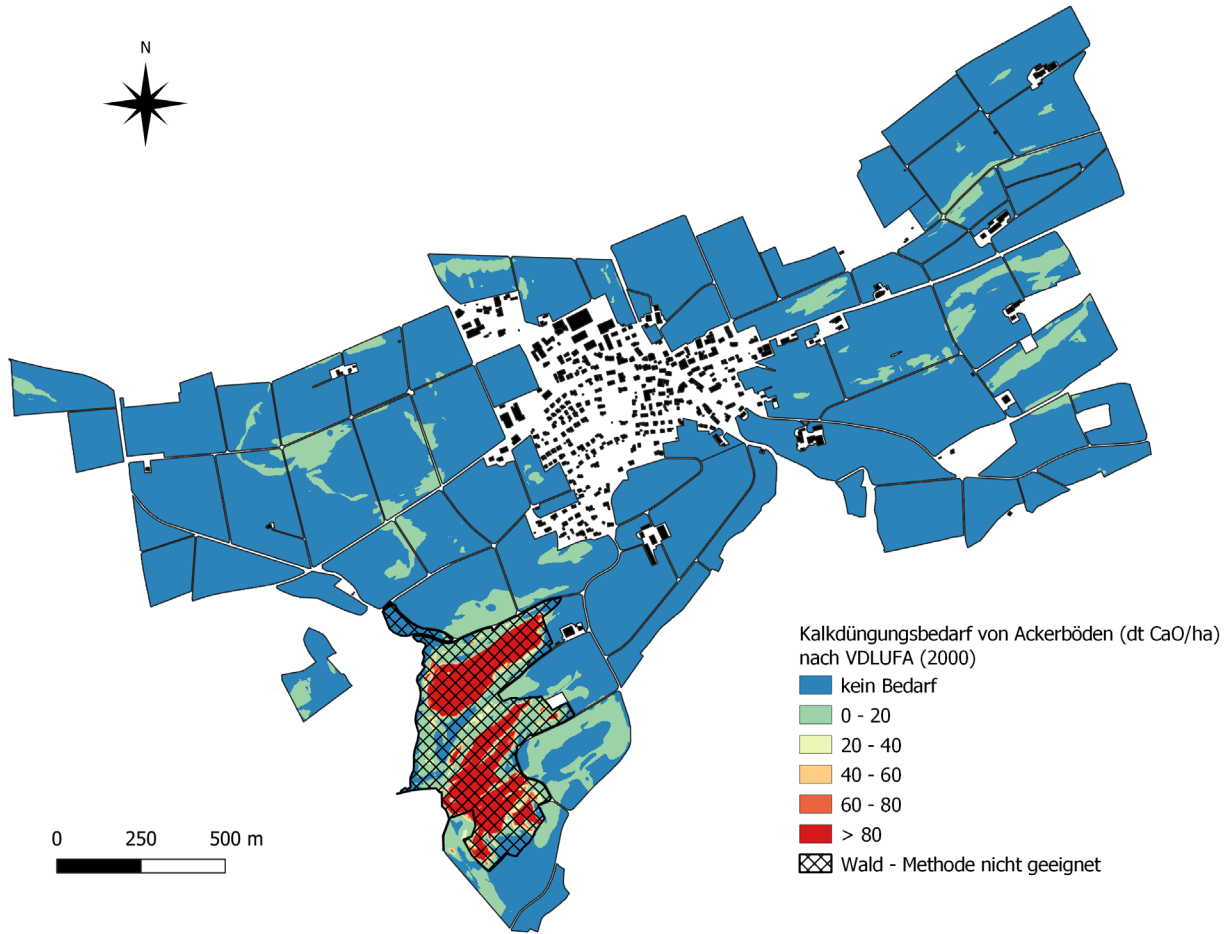 N
Kalkdüngungsbedarf von Ackerböden (dt CaO/ha)
nach VDLUFA (2000)
kein Bedarf
0 - 20
20 - 40
40 - 60
60 - 80
> 80
Wald - Methode nicht geeignet
0 250 500 m